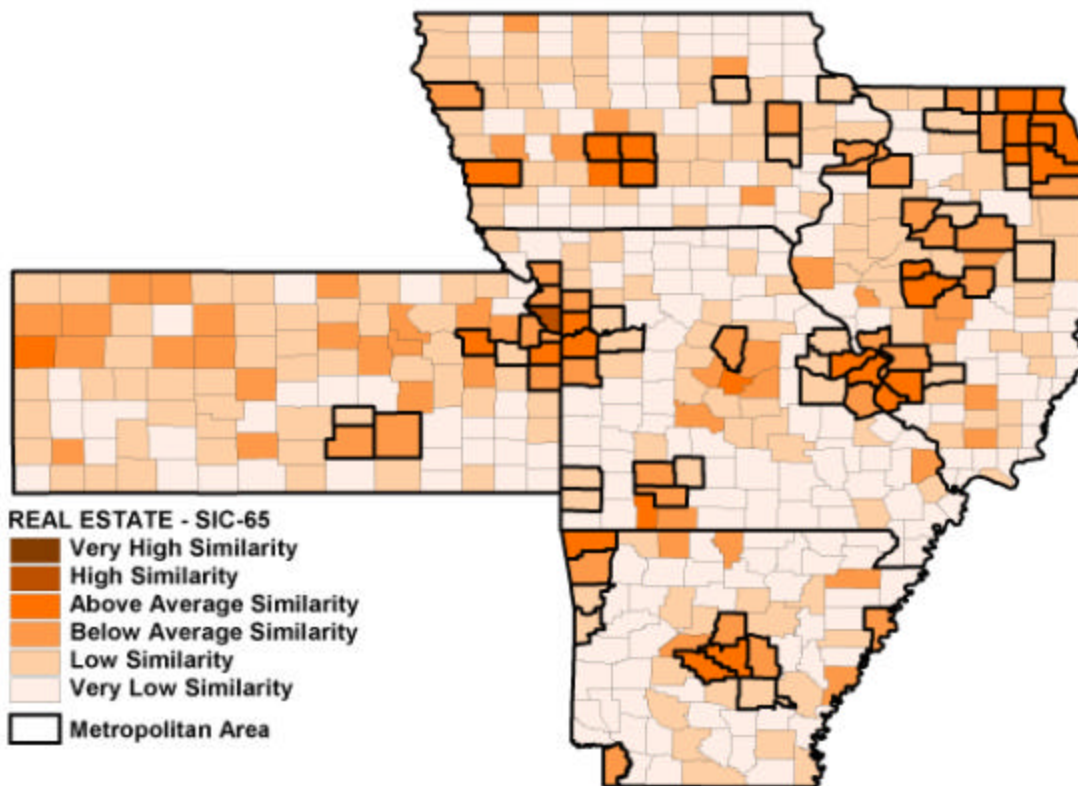 REAL ESTATE - SIC-65
Very High Similarity
High Similarity
Above Average Similarity
Below Average Similarity
Low Similarity
Very Low Similarity
Metropolitan Area